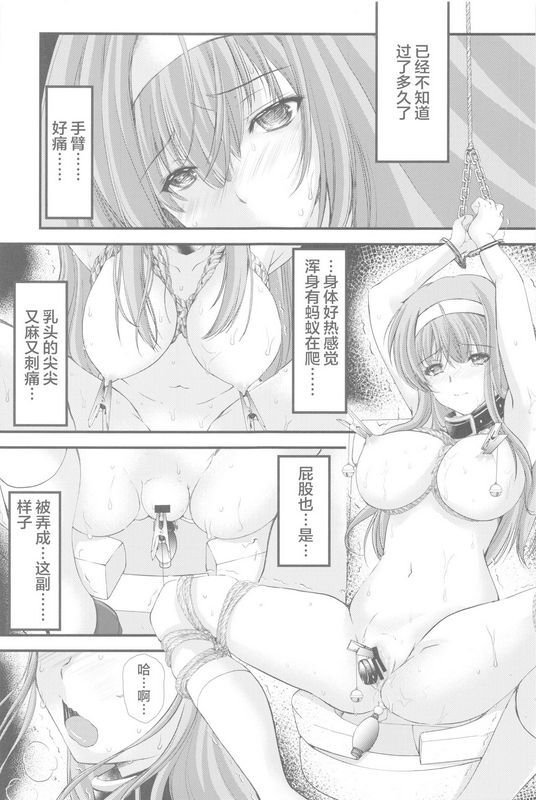 已经不知道
过了多久了
手臂……
好痛……
…身体好热感觉
浑身有蚂蚁在爬……
乳头的尖尖
又麻又刺痛
屁股也…是…
被弄成…这副…
样子
哈…啊…